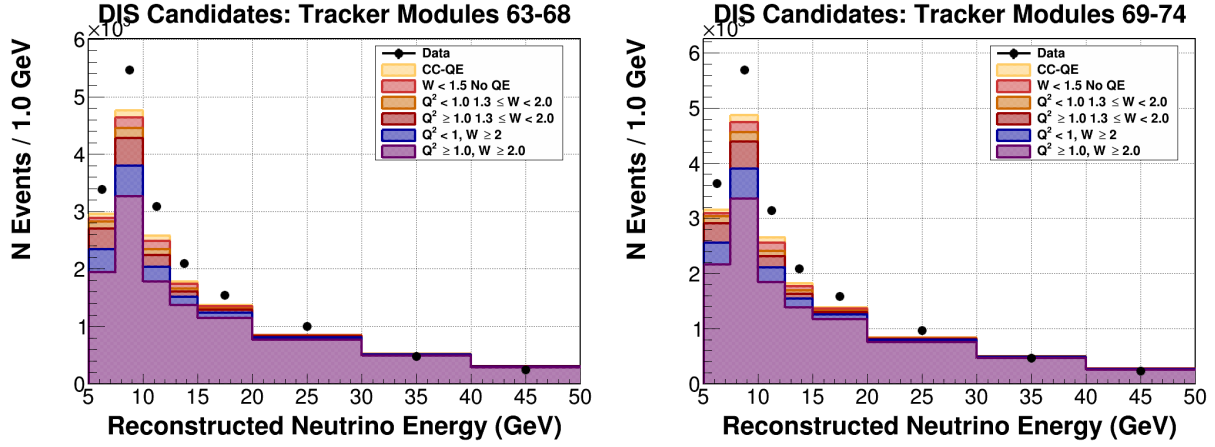 DIS Candidates: Tracker Modules 63-68
×10³
N Events / 1.0 GeV
6
5
4
3
2
1
0
Data
CC-QE
W < 1.5 No QE
Q² < 1.0 1.3 ≤ W < 2.0
Q² ≥ 1.0 1.3 ≤ W < 2.0
Q² < 1, W ≥ 2
Q² ≥ 1.0, W ≥ 2.0
5 10 15 20 25 30 35 40 45 50
Reconstructed Neutrino Energy (GeV)
DIS Candidates: Tracker Modules 69-74
×10³
N Events / 1.0 GeV
6
5
4
3
2
1
0
Data
CC-QE
W < 1.5 No QE
Q² < 1.0 1.3 ≤ W < 2.0
Q² ≥ 1.0 1.3 ≤ W < 2.0
Q² < 1, W ≥ 2
Q² ≥ 1.0, W ≥ 2.0
5 10 15 20 25 30 35 40 45 50
Reconstructed Neutrino Energy (GeV)